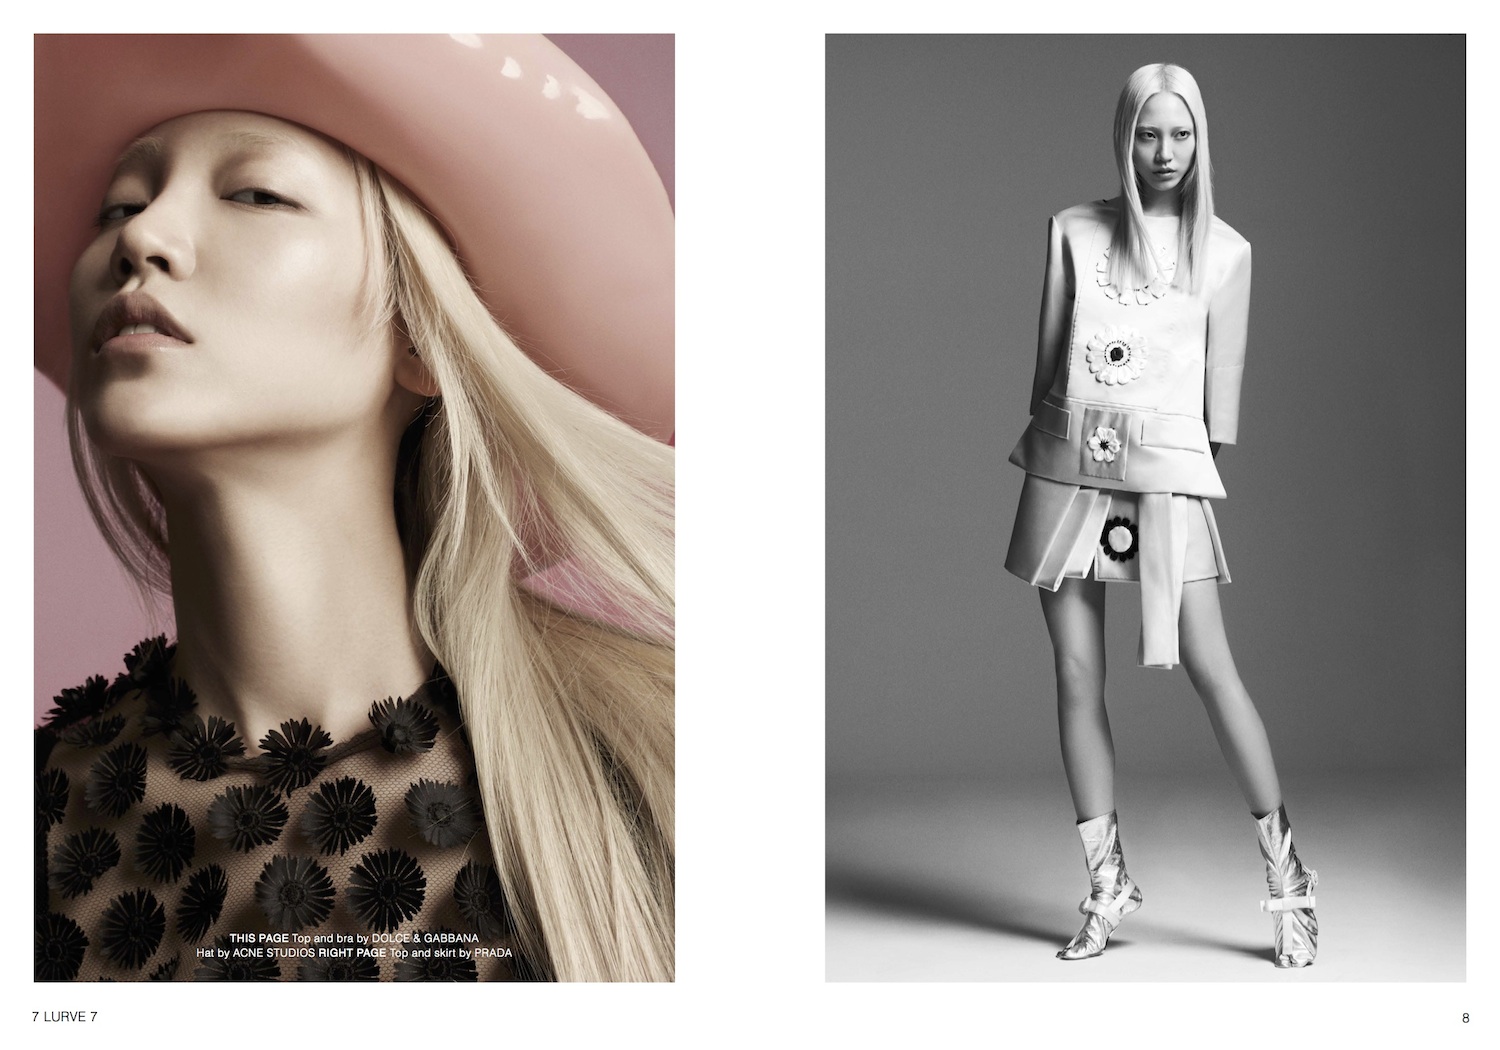 THIS PAGE Top and bra by DOLCE & GABBANA
Hat by ACNE STUDIOS RIGHT PAGE Top and skirt by PRADA
7 LURVE 7
8